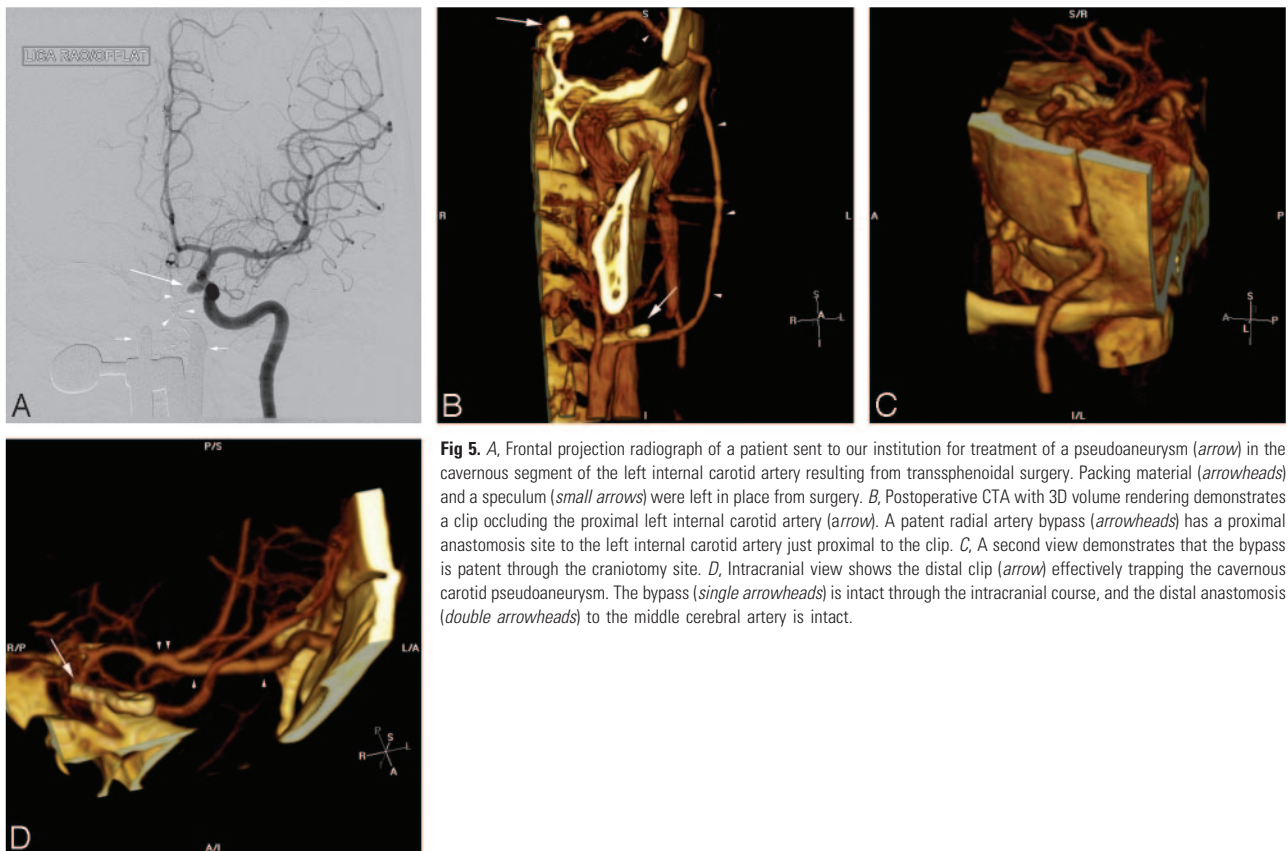 LICA RAO/OFFLAT
A
S
R
L
S
R
A
L
I
I
B
S/R
A
P
S
A
P
L
I/L
C
P/S
R/P
L/A
P
S
R
L
A
D
Fig 5. A, Frontal projection radiograph of a patient sent to our institution for treatment of a pseudoaneurysm (arrow) in the
cavernous segment of the left internal carotid artery resulting from transsphenoidal surgery. Packing material (arrowheads)
and a speculum (small arrows) were left in place from surgery. B, Postoperative CTA with 3D volume rendering demonstrates
a clip occluding the proximal left internal carotid artery (arrow). A patent radial artery bypass (arrowheads) has a proximal
anastomosis site to the left internal carotid artery just proximal to the clip. C, A second view demonstrates that the bypass
is patent through the craniotomy site. D, Intracranial view shows the distal clip (arrow) effectively trapping the cavernous
carotid pseudoaneurysm. The bypass (single arrowheads) is intact through the intracranial course, and the distal anastomosis
(double arrowheads) to the middle cerebral artery is intact.